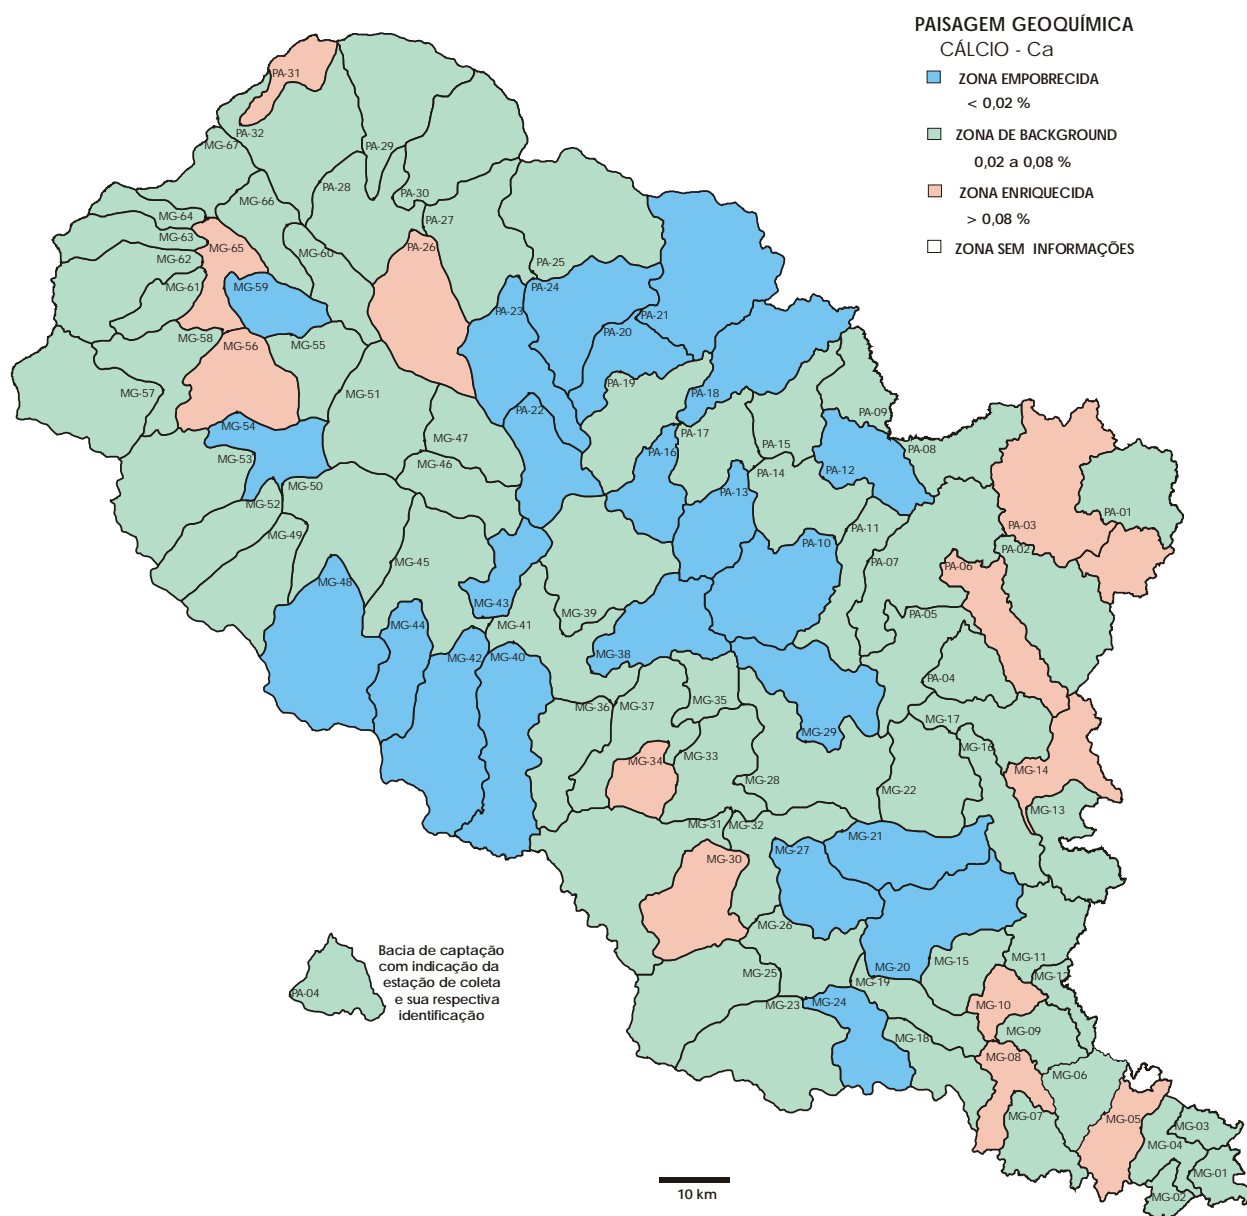 PAISAGEM GEOQUÍMICA
CÁLCIO - Ca
ZONA EMPOBRECIDA
< 0,02 %
ZONA DE BACKGROUND
0,02 a 0,08 %
ZONA ENRIQUECIDA
> 0,08 %
ZONA SEM INFORMAÇÕES
PA-31
PA-32
MG-67
PA-29
PA-28
PA-30
MG-66
PA-27
MG-64
MG-63
MG-65
PA-26
MG-60
MG-62
PA-25
MG-61
MG-59
PA-24
PA-23
PA-21
PA-20
MG-58
MG-56
MG-55
PA-19
MG-57
MG-51
PA-18
PA-22
PA-09
MG-54
PA-17
MG-47
PA-15
PA-16
PA-08
MG-53
MG-46
PA-14
PA-12
MG-50
PA-13
MG-52
PA-01
PA-11
PA-03
MG-49
PA-10
PA-02
MG-45
PA-07
PA-06
MG-48
MG-43
MG-39
PA-05
MG-44
MG-41
MG-42
MG-40
MG-38
PA-04
MG-36
MG-37
MG-35
MG-17
MG-29
MG-16
MG-34
MG-33
MG-14
MG-28
MG-22
MG-13
MG-31
MG-32
MG-21
MG-27
MG-30
MG-26
Bacia de captação
com indicação da
estação de coleta
e sua respectiva
identificação
PA-04
MG-25
MG-20
MG-15
MG-11
MG-12
MG-19
MG-23
MG-24
MG-10
MG-09
MG-18
MG-08
MG-06
MG-07
MG-05
MG-03
MG-04
MG-01
MG-02
10 km